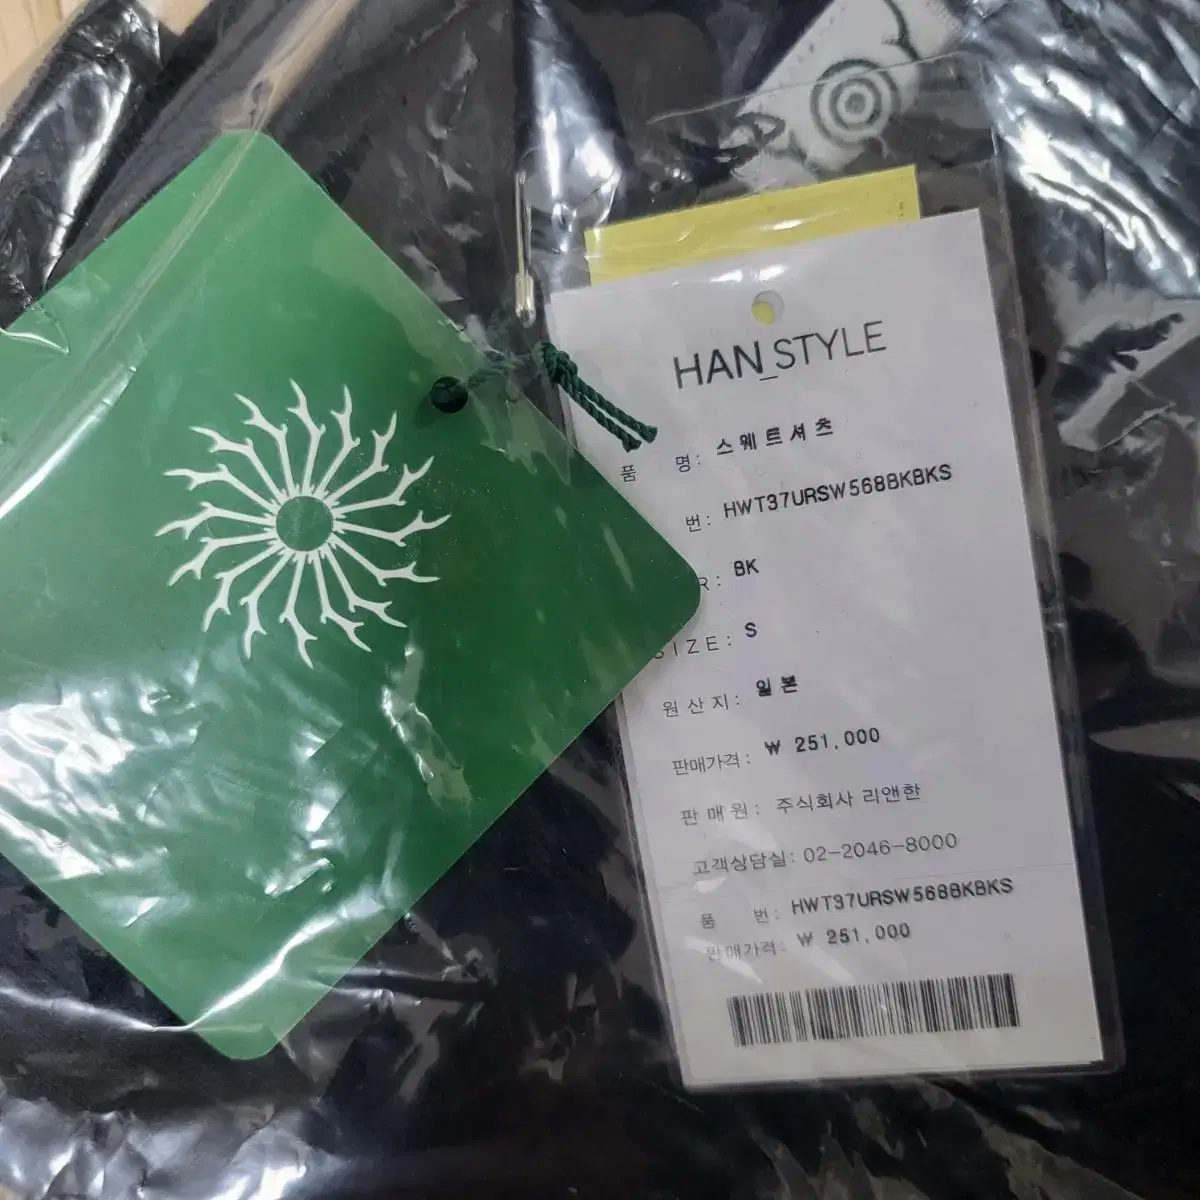 HAN_STYLE
품 명: 스웨트셔츠
번: HWT37URSW568BKBKS
R: BK
SIZE: S
원산지: 일본
판매가격: ₩ 251,000
판매원: 주식회사 리앤한
고객상담실: 02-2046-8000
품 번: HWT37URSW568BKBKS
판매가격: ₩ 251,000